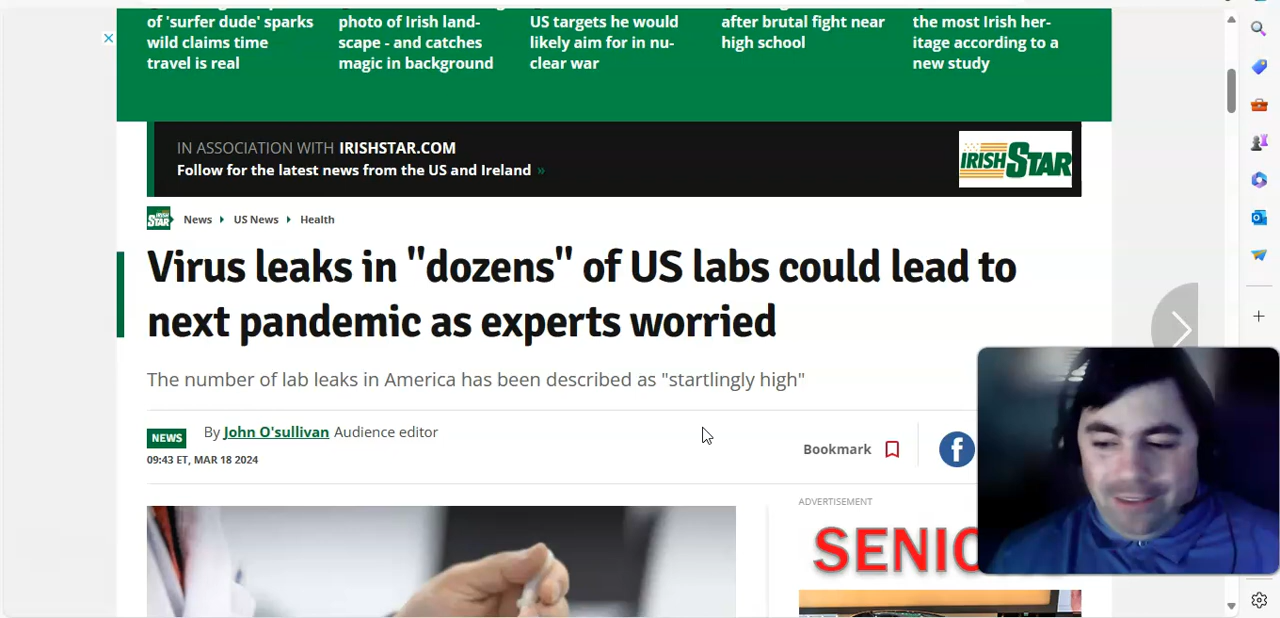 of 'surfer dude' sparks
wild claims time
travel is real
photo of Irish land-
scape - and catches
magic in background
US targets he would
likely aim for in nu-
clear war
after brutal fight near
high school
the most Irish her-
itage according to a
new study
IN ASSOCIATION WITH IRISHSTAR.COM
Follow for the latest news from the US and Ireland »
IRISH STAR
STAR
News
US News
Health
Virus leaks in "dozens" of US labs could lead to
next pandemic as experts worried
The number of lab leaks in America has been described as "startlingly high"
NEWS
By John O'sullivan Audience editor
09:43 ET, MAR 18 2024
Bookmark
f
ADVERTISEMENT